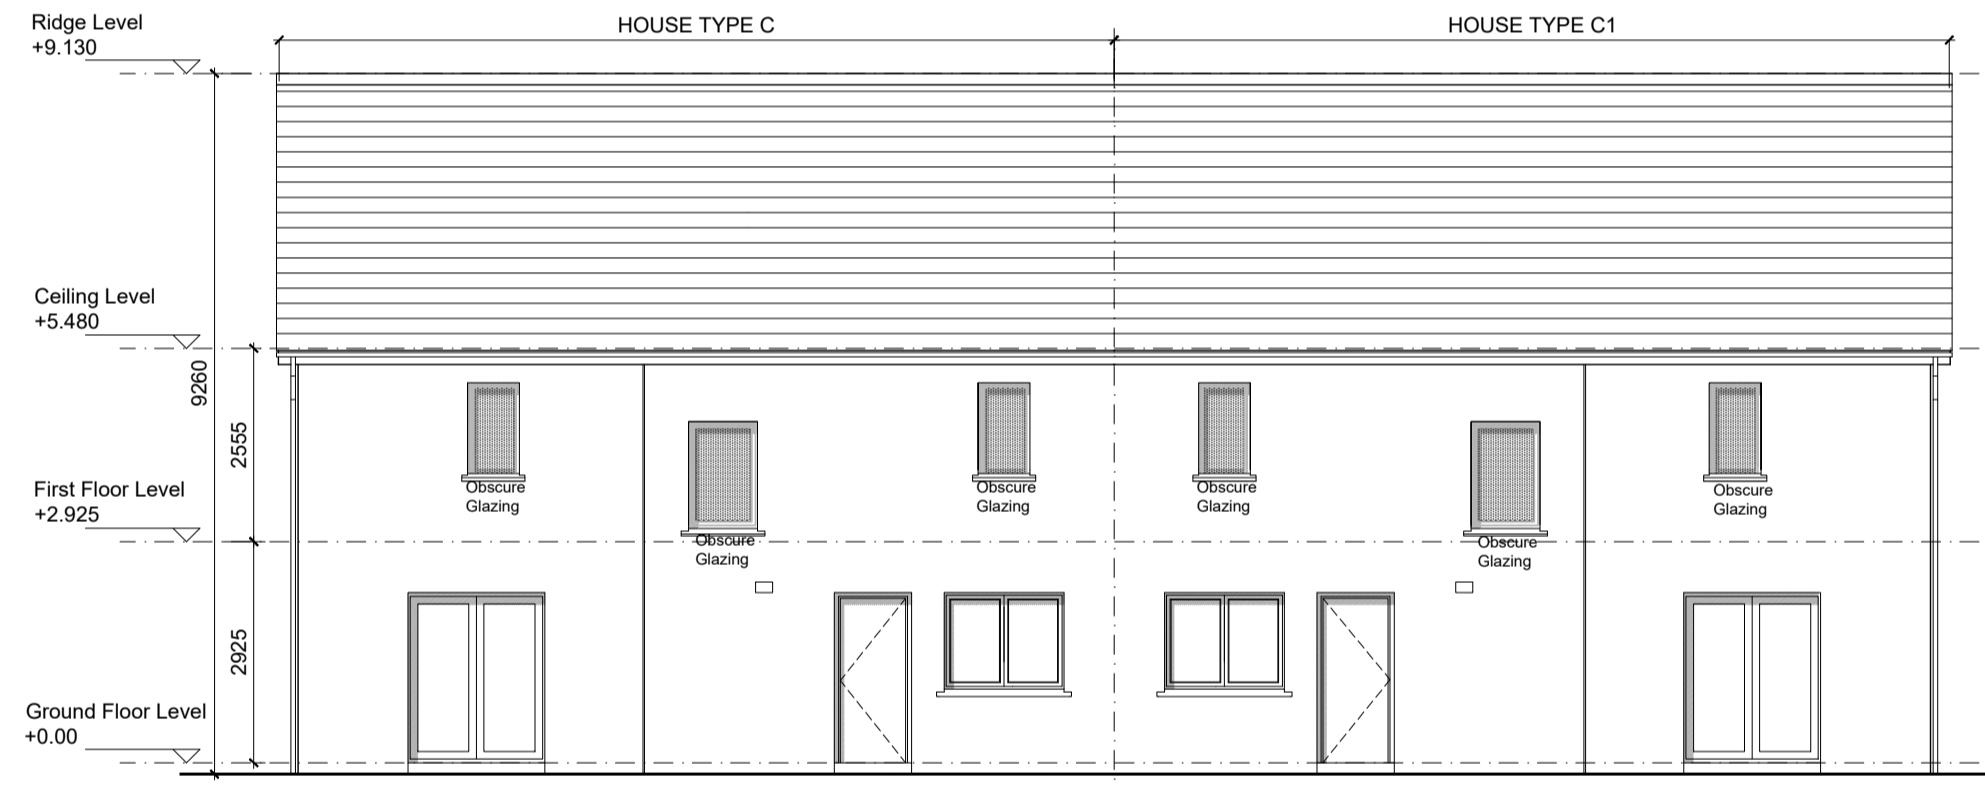 HOUSE TYPE C
HOUSE TYPE C1
Ridge Level
+9.130
Ceiling Level
+5.480
9260
2555
First Floor Level
+2.925
2925
Ground Floor Level
+0.00
Obscure
Glazing
Obscure
Glazing
Obscure
Glazing
Obscure
Glazing
Obscure
Glazing
Obscure
Glazing